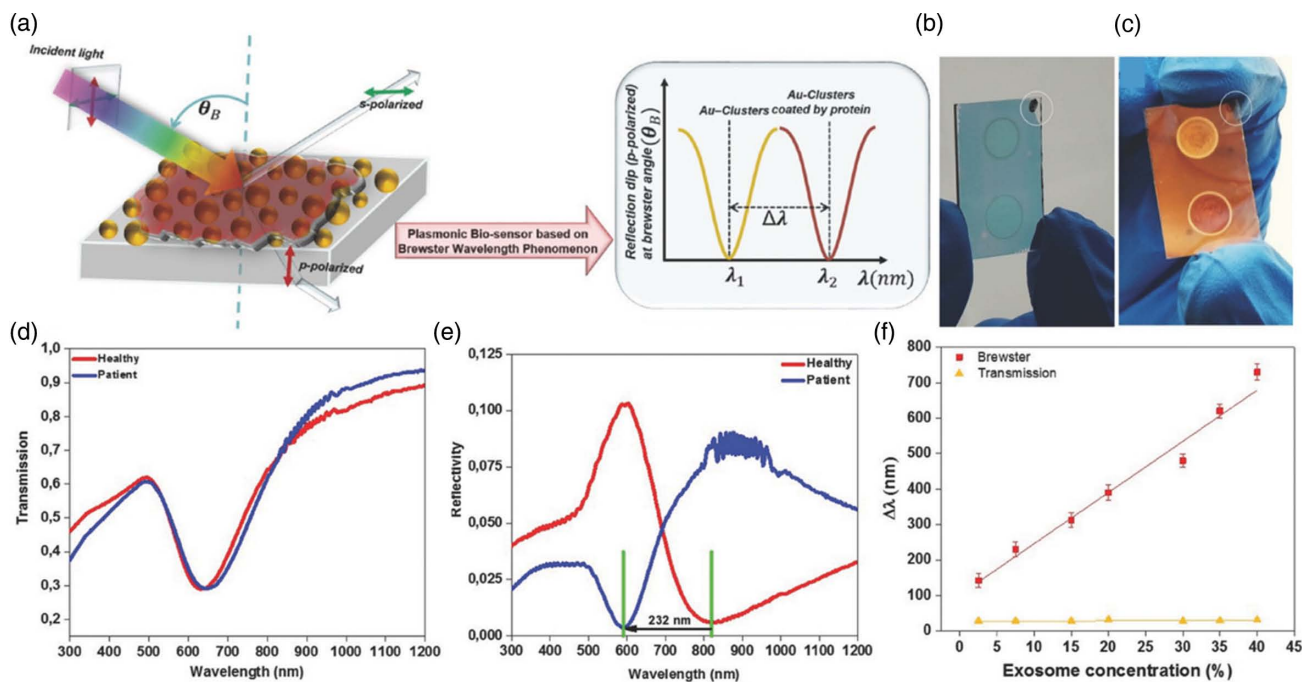 (a)
Incident light
θB
s-polarized
p-polarized
Plasmonic Bio-sensor based on
Brewster Wavelength Phenomenon
Reflection dip (p-polarized)
at brewster angle (θB)
Au–Clusters
Au-Clusters
coated by protein
Δλ
λ1
λ2
λ(nm)
(b)
(c)
(d)
1,0
0,9
0,8
0,7
0,6
0,5
0,4
0,3
0,2
Transmission
Healthy
Patient
300 400 500 600 700 800 900 1000 1100 1200
Wavelength (nm)
(e)
0,125
0,100
0,075
0,050
0,025
0,000
Reflectivity
Healthy
Patient
232 nm
300 400 500 600 700 800 900 1000 1100 1200
Wavelength (nm)
(f)
800
700
600
500
400
300
200
100
0
Δλ (nm)
Brewster
Transmission
0 5 10 15 20 25 30 35 40 45
Exosome concentration (%)